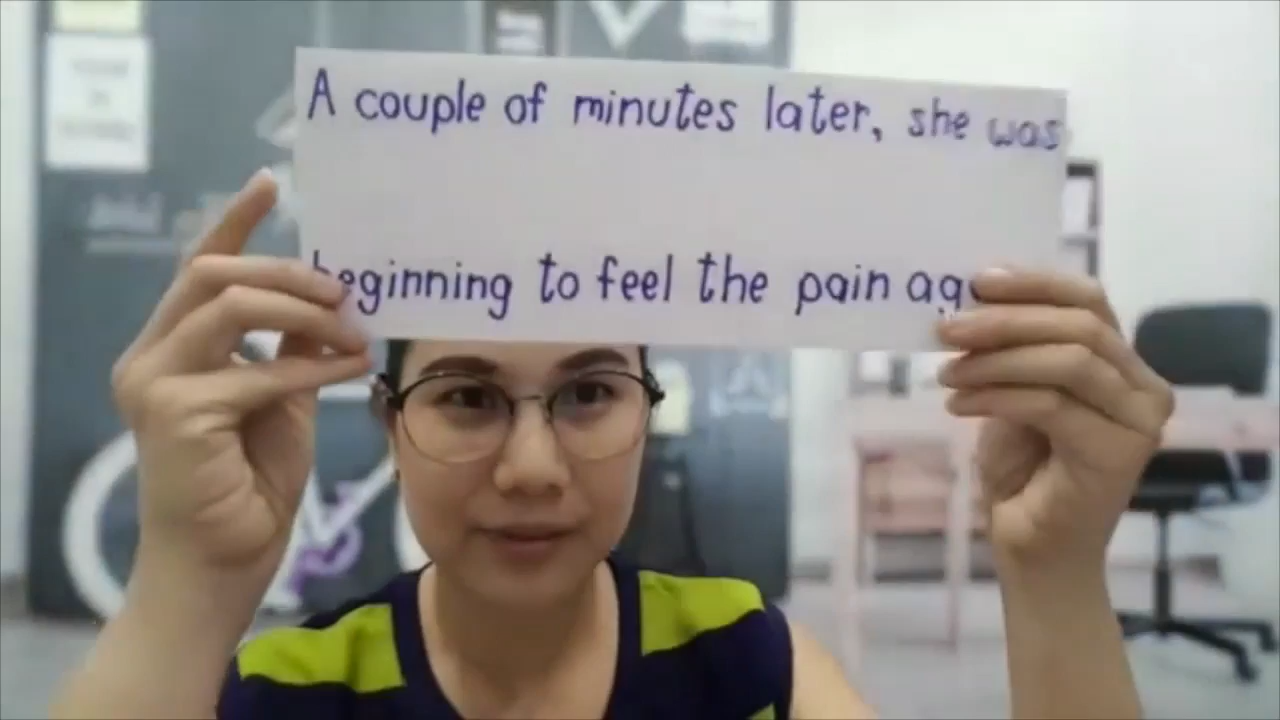 A couple of minutes later, she was
beginning to feel the pain